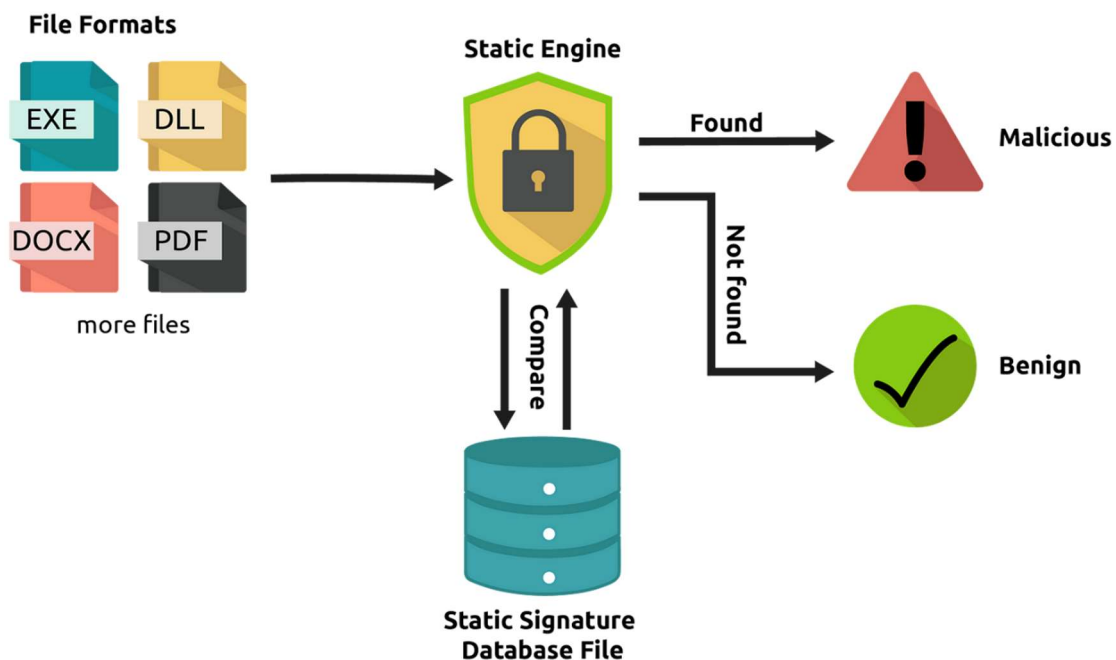 File Formats
EXE
DLL
DOCX
PDF
more files
Static Engine
Compare
Static Signature
Database File
Found
Not found
Malicious
Benign